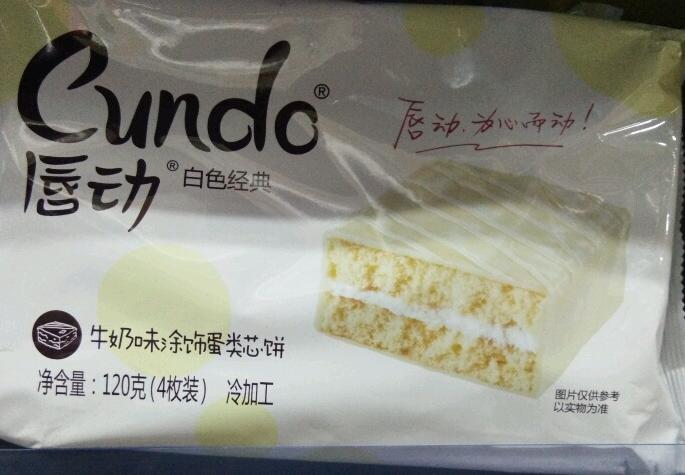 Cundo®
唇动®白色经典
唇动,为心而动!
牛奶味涂饰蛋类芯饼
净含量:120克(4枚装) 冷加工
图片仅供参考
以实物为准